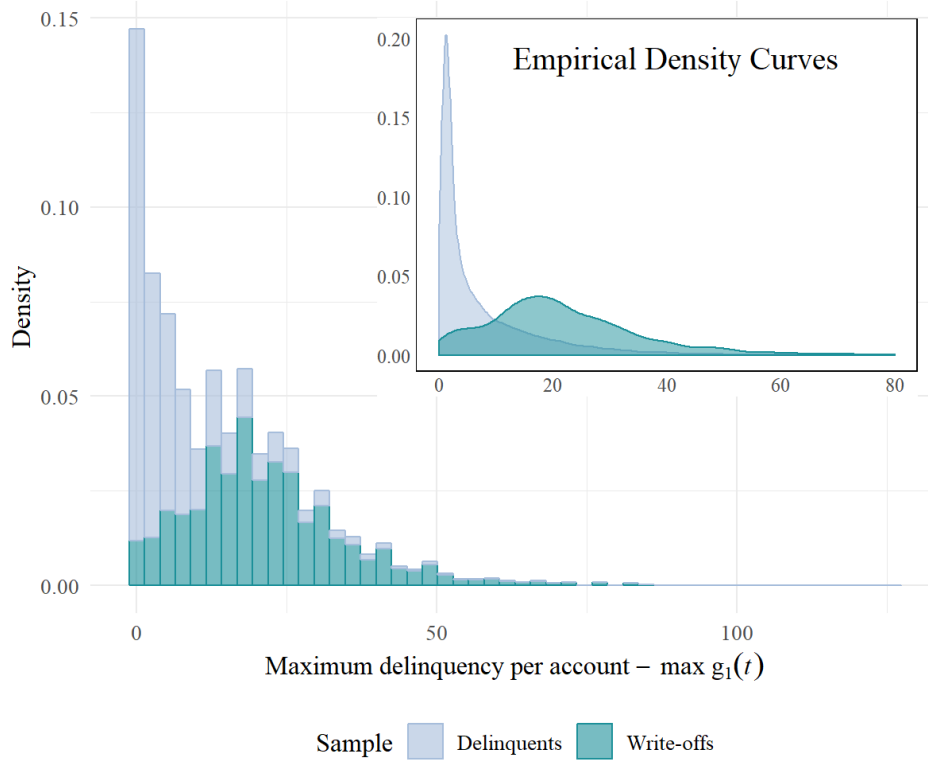 0.15
0.10
0.05
0.00
Density
0
50
100
Maximum delinquency per account – max g₁(t)
Empirical Density Curves
0.20
0.15
0.10
0.05
0.00
0
20
40
60
80
Sample
Delinquents
Write-offs